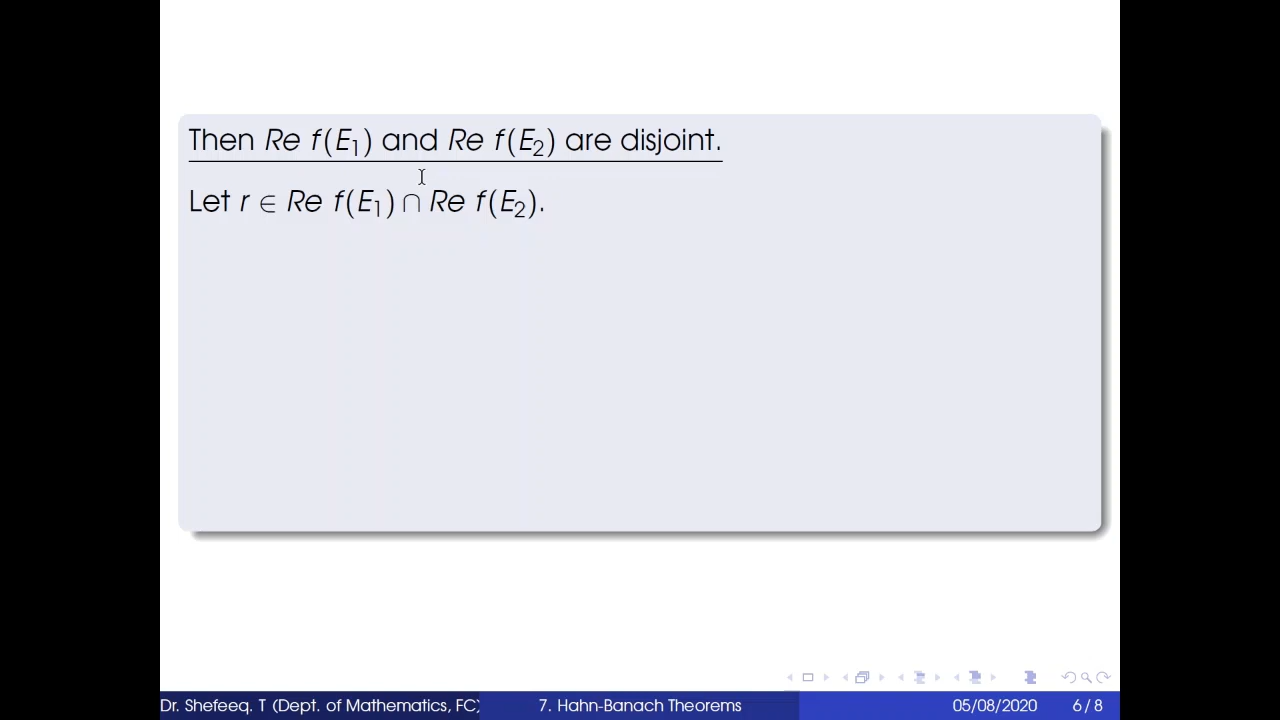 Then Re f(E₁) and Re f(E₂) are disjoint.
Let r ∈ Re f(E₁) ∩ Re f(E₂).
Dr. Shefeeq. T (Dept. of Mathematics, FC) 7. Hahn-Banach Theorems 05/08/2020 6 / 8